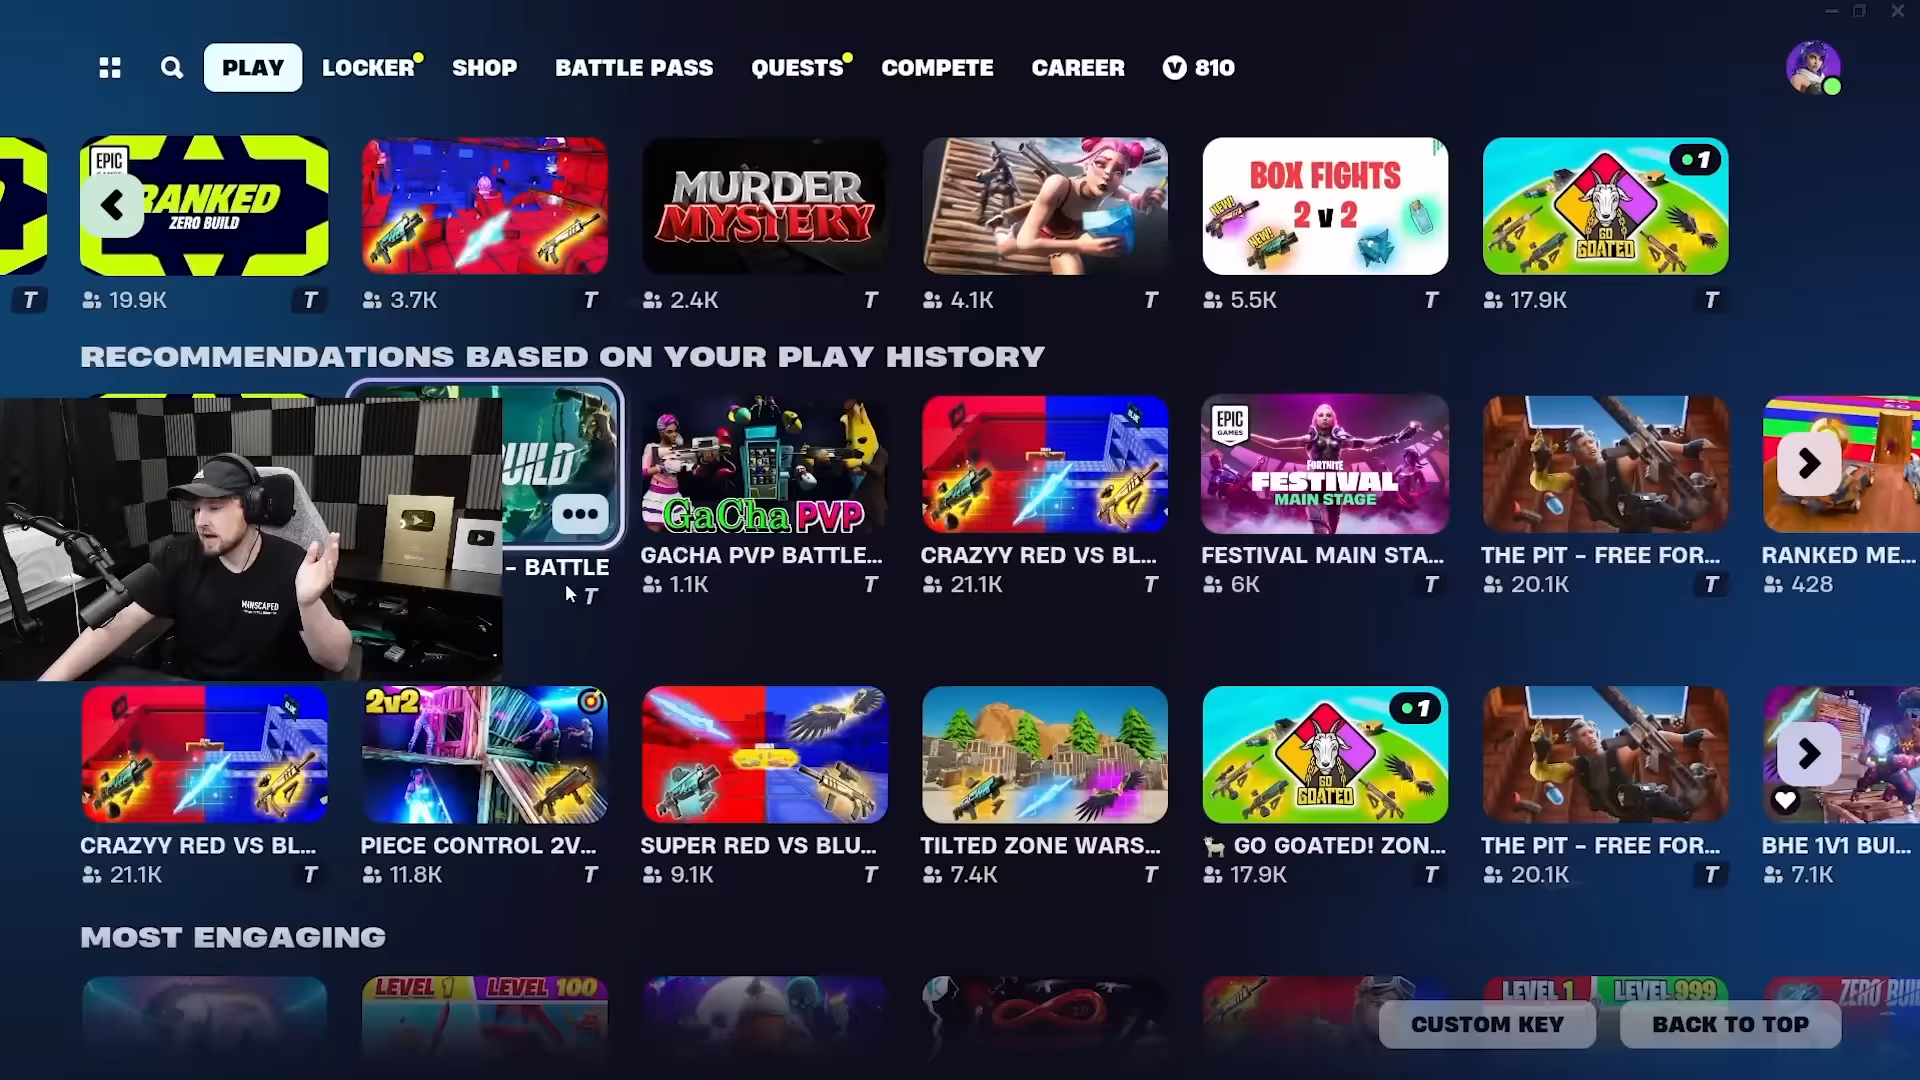 PLAY LOCKER SHOP BATTLE PASS QUESTS COMPETE CAREER V 810
EPIC
RANKED
ZERO BUILD
MURDER
MYSTERY
BOX FIGHTS
2 v 2
NEW!
NEW!
1
GO
GOATED
T 19.9K T 3.7K T 2.4K T 4.1K T 5.5K T 17.9K T
RECOMMENDATIONS BASED ON YOUR PLAY HISTORY
GaCha PVP
EPIC
GAMES
FORTNITE
FESTIVAL
MAIN STAGE
MANSCAPED
- BATTLE GACHA PVP BATTLE... CRAZYY RED VS BL... FESTIVAL MAIN STA... THE PIT - FREE FOR... RANKED ME...
T 1.1K T 21.1K T 6K T 20.1K T 428
2v2
1
GO
GOATED
CRAZYY RED VS BL... PIECE CONTROL 2V... SUPER RED VS BLU... TILTED ZONE WARS... 🐐 GO GOATED! ZON... THE PIT - FREE FOR... BHE 1V1 BUI...
21.1K T 11.8K T 9.1K T 7.4K T 17.9K T 20.1K T 7.1K
MOST ENGAGING
LEVEL 1 LEVEL 100
LEVEL 1 LEVEL 999
CUSTOM KEY BACK TO TOP